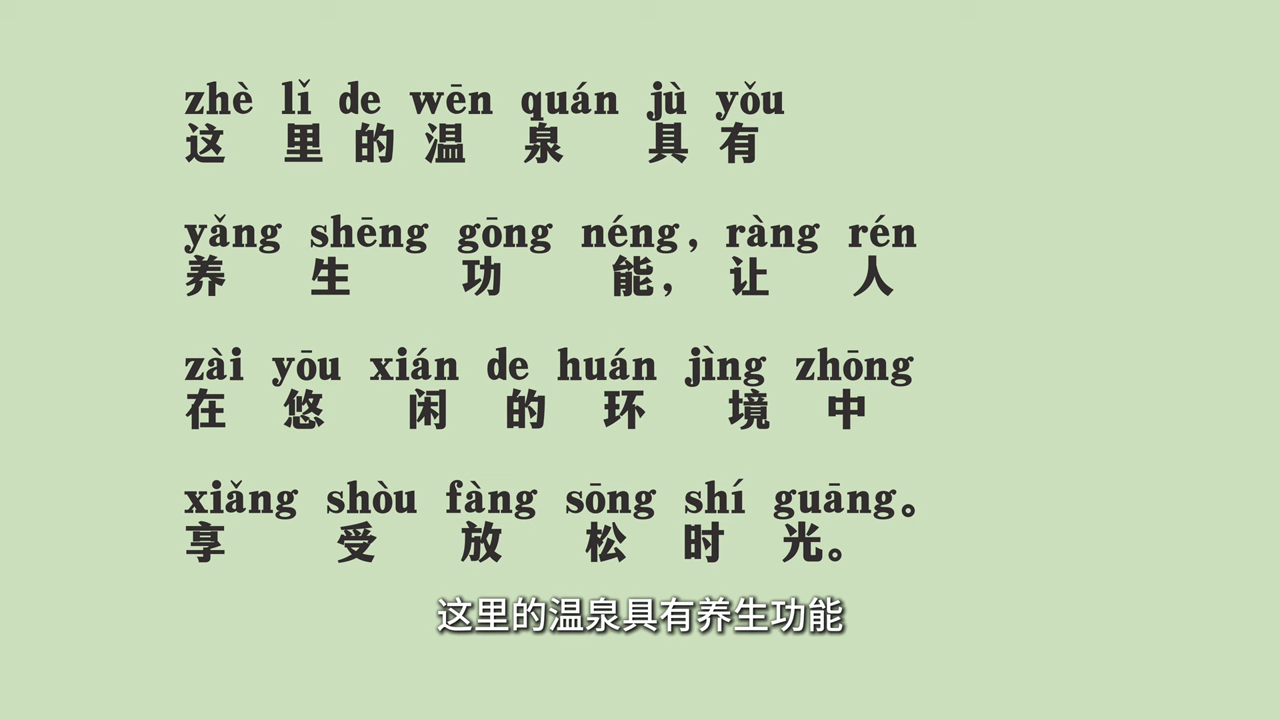 zhè lǐ de wēn quán jù yǒu
这里的温泉具有
yǎng shēng gōng néng, ràng rén
养生功能，让人
zài yōu xián de huán jìng zhōng
在悠闲的环境中
xiǎng shòu fàng sōng shí guāng。
享受放松时光。
这里的温泉具有养生功能